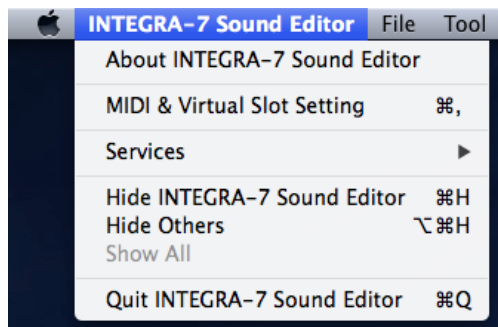 INTEGRA-7 Sound Editor File Tool
About INTEGRA-7 Sound Editor
MIDI & Virtual Slot Setting ⌘,
Services ▶
Hide INTEGRA-7 Sound Editor ⌘H
Hide Others ⌥⌘H
Show All
Quit INTEGRA-7 Sound Editor ⌘Q